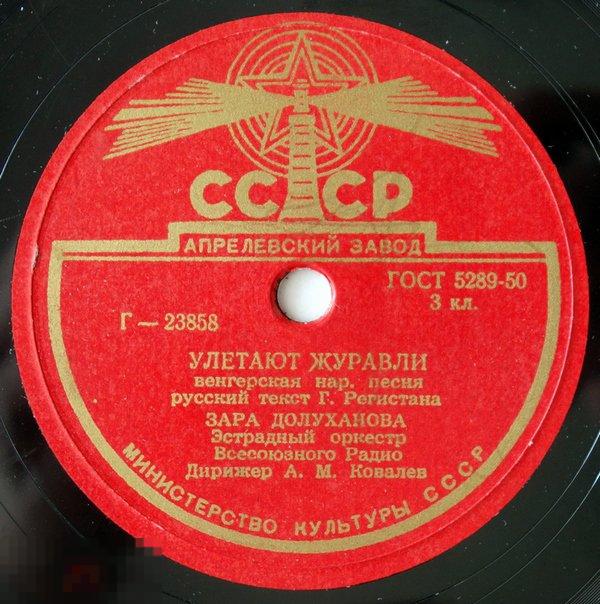 СССР
АПРЕЛЕВСКИЙ ЗАВОД
ГОСТ 5289-50
3 кл.
Г — 23858
УЛЕТАЮТ ЖУРАВЛИ
венгерская нар. песня
русский текст Г. Регистана
ЗАРА ДОЛУХАНОВА
Эстрадный оркестр
Всесоюзного Радио
Дирижер А. М. Ковалев
МИНИСТЕРСТВО КУЛЬТУРЫ СССР